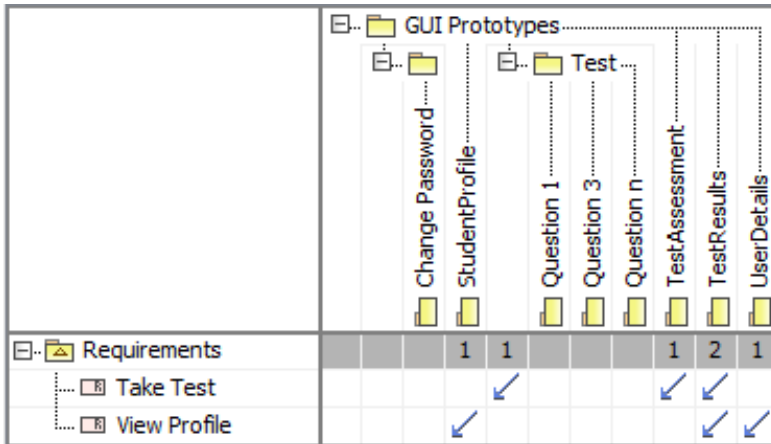 GUI Prototypes
Test
Change Password
StudentProfile
Question 1
Question 3
Question n
TestAssessment
TestResults
UserDetails
Requirements 1 1 1 2 1
Take Test
View Profile